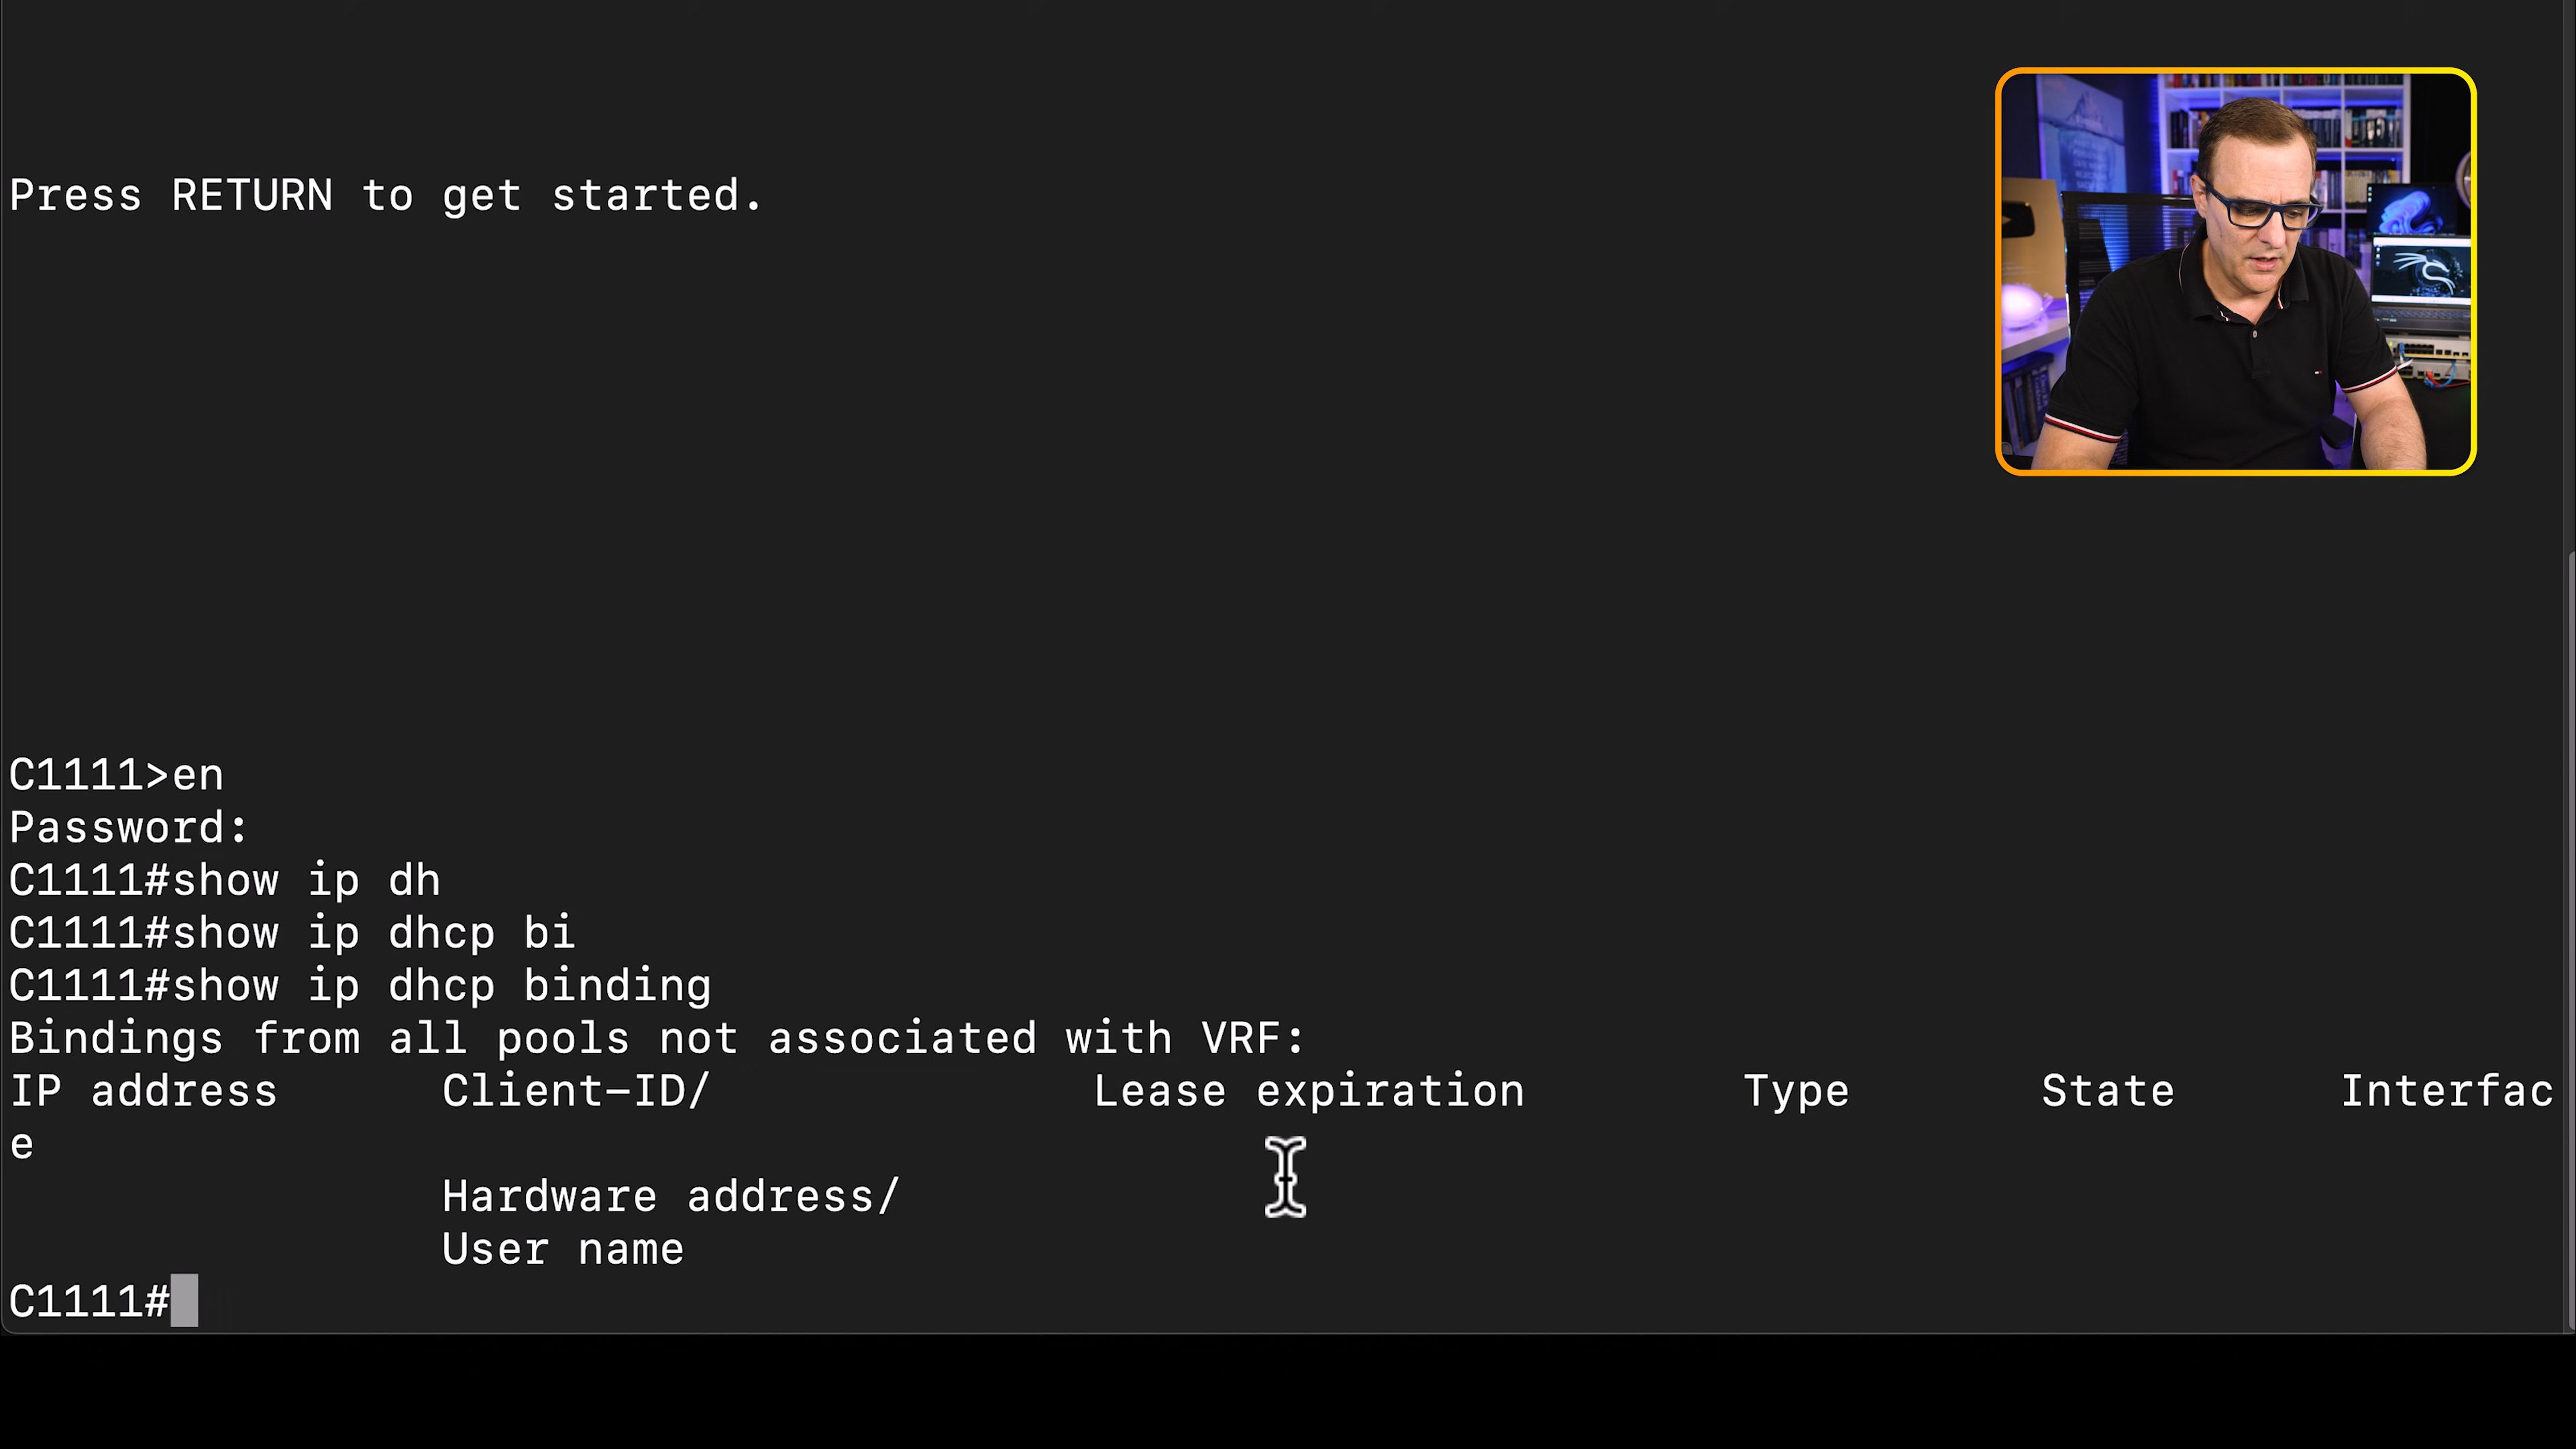 Press RETURN to get started.
C1111>en
Password:
C1111#show ip dh
C1111#show ip dhcp bi
C1111#show ip dhcp binding
Bindings from all pools not associated with VRF:
IP address Client-ID/ Lease expiration Type State Interfac
e
Hardware address/
User name
C1111#